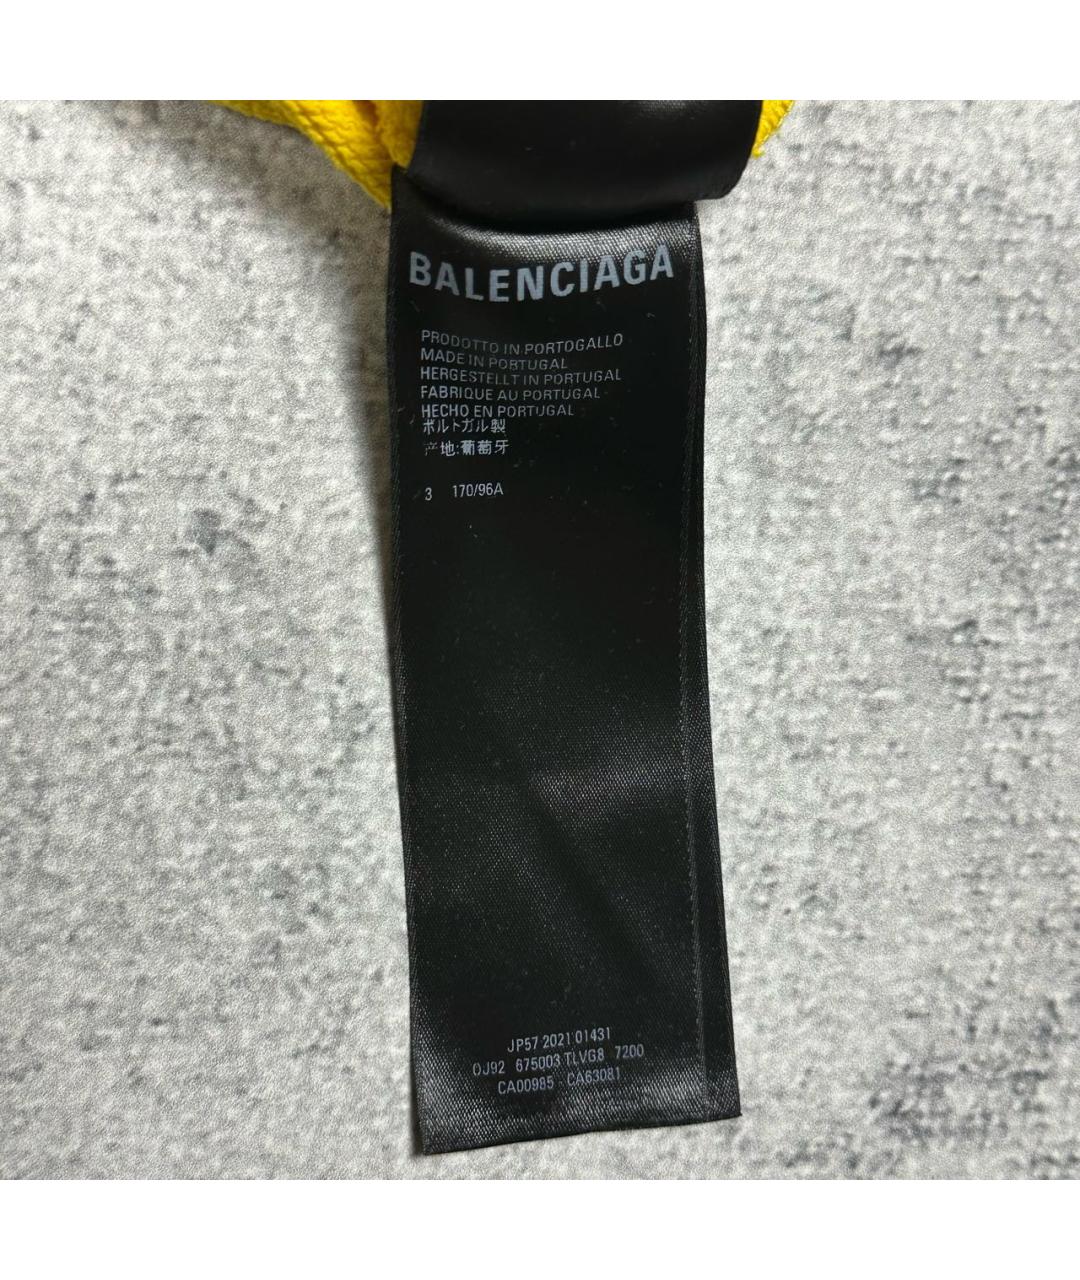 BALENCIAGA
PRODOTTO IN PORTOGALLO
MADE IN PORTUGAL
HERGESTELLT IN PORTUGAL
FABRIQUE AU PORTUGAL
HECHO EN PORTUGAL
ポルトガル製
产地:葡萄牙
3 170/96A
JP57 2021 01431
OJ92 675003 TLVG8 7200
CA00985 - CA63081